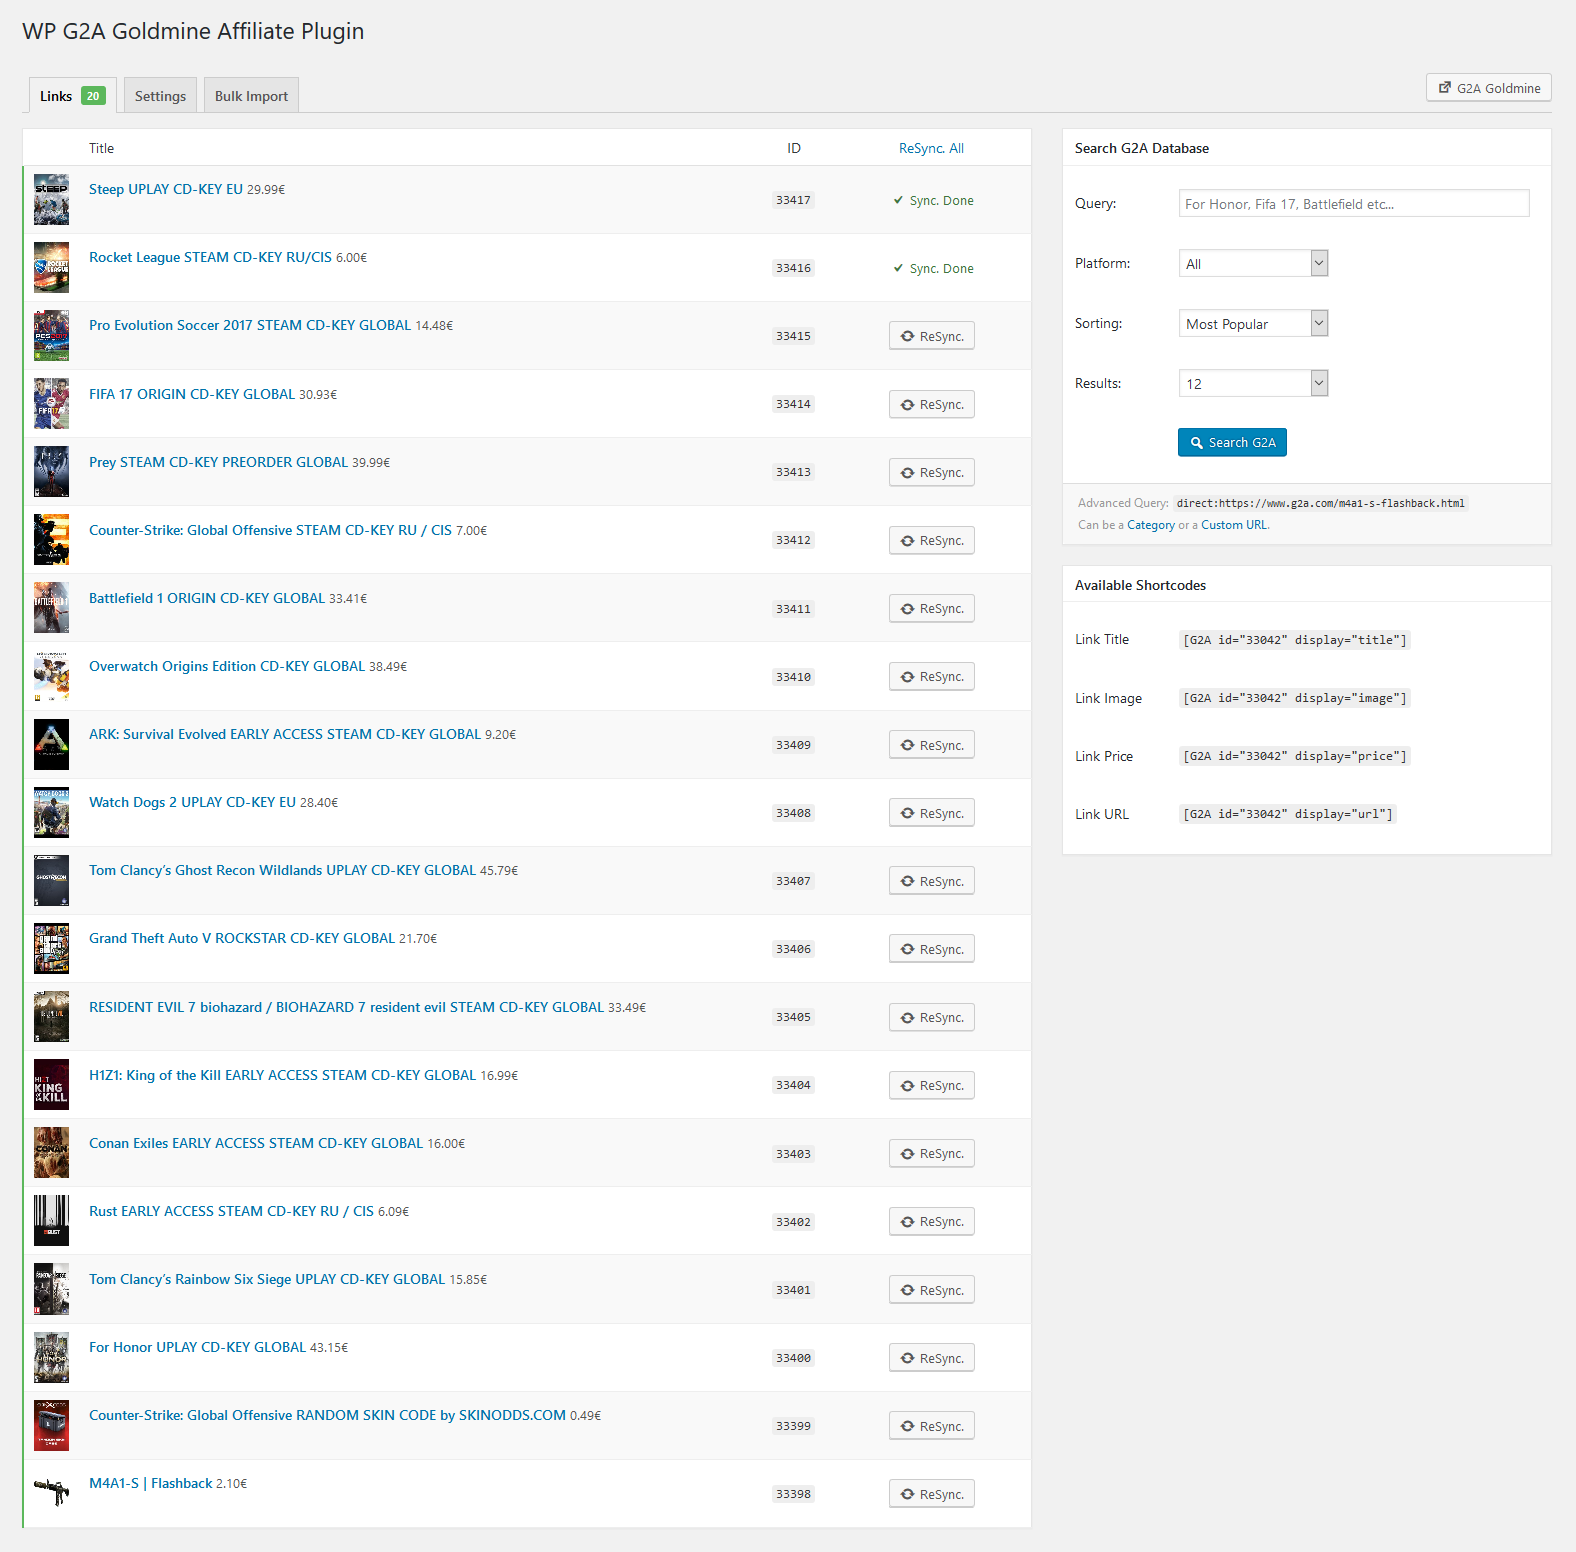 WP G2A Goldmine Affiliate Plugin
Links 20 Settings Bulk Import
G2A Goldmine
Title ID ReSync. All
Steep UPLAY CD-KEY EU 29.99€ 33417 Sync. Done
Rocket League STEAM CD-KEY RU/CIS 6.00€ 33416 Sync. Done
Pro Evolution Soccer 2017 STEAM CD-KEY GLOBAL 14.48€ 33415 ReSync.
FIFA 17 ORIGIN CD-KEY GLOBAL 30.93€ 33414 ReSync.
Prey STEAM CD-KEY PREORDER GLOBAL 39.99€ 33413 ReSync.
Counter-Strike: Global Offensive STEAM CD-KEY RU / CIS 7.00€ 33412 ReSync.
Battlefield 1 ORIGIN CD-KEY GLOBAL 33.41€ 33411 ReSync.
Overwatch Origins Edition CD-KEY GLOBAL 38.49€ 33410 ReSync.
ARK: Survival Evolved EARLY ACCESS STEAM CD-KEY GLOBAL 9.20€ 33409 ReSync.
Watch Dogs 2 UPLAY CD-KEY EU 28.40€ 33408 ReSync.
Tom Clancy’s Ghost Recon Wildlands UPLAY CD-KEY GLOBAL 45.79€ 33407 ReSync.
Grand Theft Auto V ROCKSTAR CD-KEY GLOBAL 21.70€ 33406 ReSync.
RESIDENT EVIL 7 biohazard / BIOHAZARD 7 resident evil STEAM CD-KEY GLOBAL 33.49€ 33405 ReSync.
H1Z1: King of the Kill EARLY ACCESS STEAM CD-KEY GLOBAL 16.99€ 33404 ReSync.
Conan Exiles EARLY ACCESS STEAM CD-KEY GLOBAL 16.00€ 33403 ReSync.
Rust EARLY ACCESS STEAM CD-KEY RU / CIS 6.09€ 33402 ReSync.
Tom Clancy’s Rainbow Six Siege UPLAY CD-KEY GLOBAL 15.85€ 33401 ReSync.
For Honor UPLAY CD-KEY GLOBAL 43.15€ 33400 ReSync.
Counter-Strike: Global Offensive RANDOM SKIN CODE by SKINODDS.COM 0.49€ 33399 ReSync.
M4A1-S | Flashback 2.10€ 33398 ReSync.
Search G2A Database
Query: For Honor, Fifa 17, Battlefield etc...
Platform: All
Sorting: Most Popular
Results: 12
Search G2A
Advanced Query: direct:https://www.g2a.com/m4a1-s-flashback.html
Can be a Category or a Custom URL.
Available Shortcodes
Link Title [G2A id="33042" display="title"]
Link Image [G2A id="33042" display="image"]
Link Price [G2A id="33042" display="price"]
Link URL [G2A id="33042" display="url"]